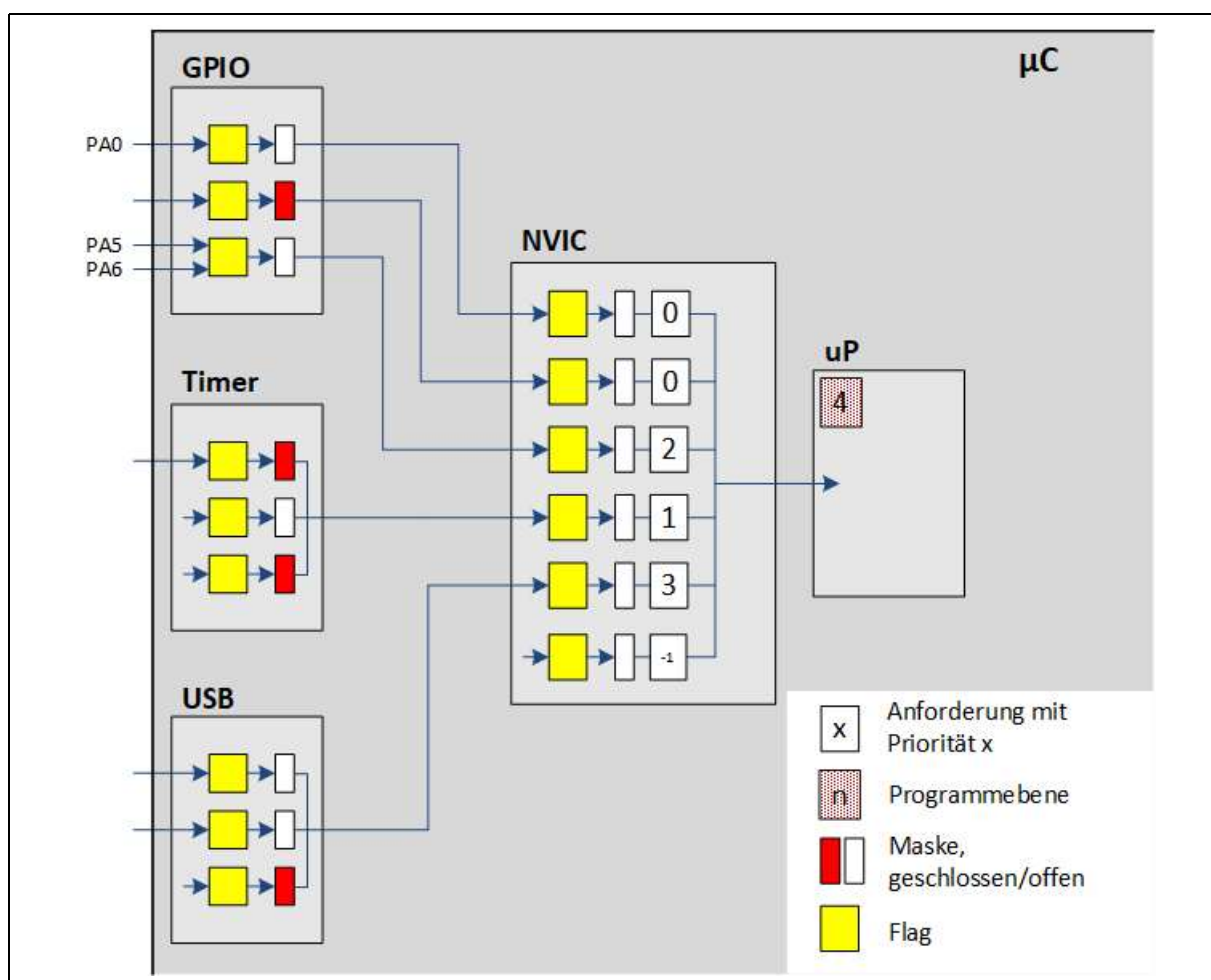 µC
GPIO
PA0
PA5
PA6
NVIC
0
0
2
1
3
-1
uP
4
Timer
USB
x
Anforderung mit
Priorität x
n
Programmebene
Maske,
geschlossen/offen
Flag